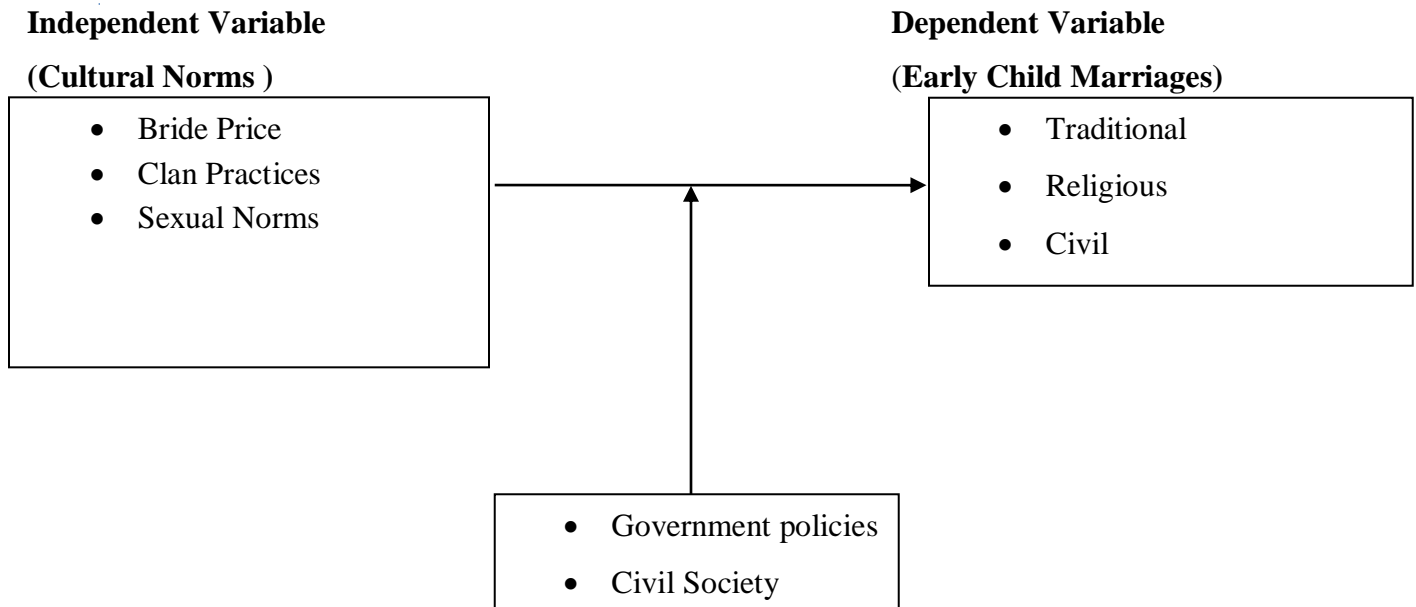 Independent Variable
(Cultural Norms )
• Bride Price
• Clan Practices
• Sexual Norms
Dependent Variable
(Early Child Marriages)
• Traditional
• Religious
• Civil
• Government policies
• Civil Society